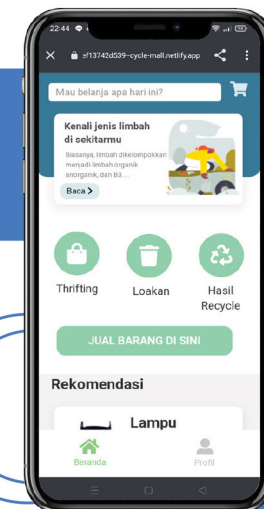 22:44
sf13742d539--cycle-mall.netlify.app
Mau belanja apa hari ini?
Kenali jenis limbah
di sekitarmu
Biasanya, limbah dikelompokkan
menjadi limbah organik
anorganik, dan B3....
Baca >
Thrifting
Loakan
Hasil
Recycle
JUAL BARANG DI SINI
Rekomendasi
Lampu
Beranda
Profil